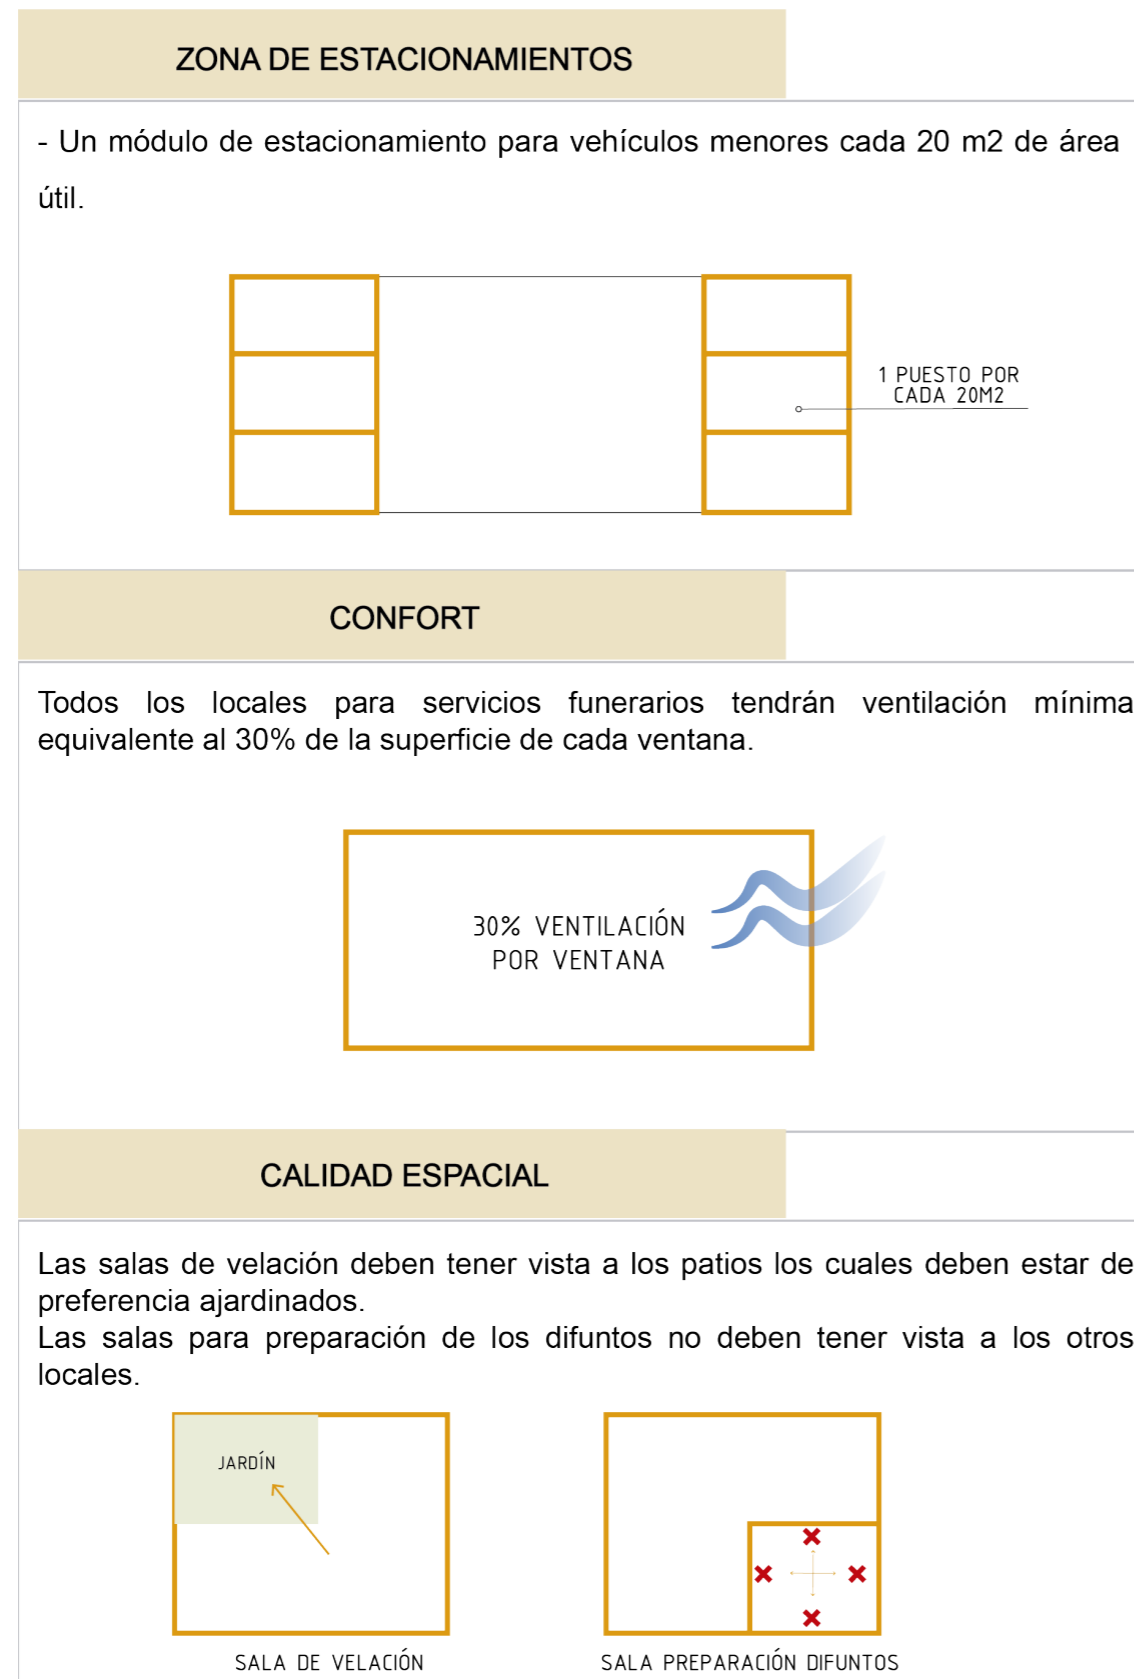 ZONA DE ESTACIONAMIENTOS
- Un módulo de estacionamiento para vehículos menores cada 20 m2 de área
útil.
1 PUESTO POR
CADA 20M2
CONFORT
Todos los locales para servicios funerarios tendrán ventilación mínima
equivalente al 30% de la superficie de cada ventana.
30% VENTILACIÓN
POR VENTANA
CALIDAD ESPACIAL
Las salas de velación deben tener vista a los patios los cuales deben estar de
preferencia ajardinados.
Las salas para preparación de los difuntos no deben tener vista a los otros
locales.
JARDÍN
SALA DE VELACIÓN
SALA PREPARACIÓN DIFUNTOS